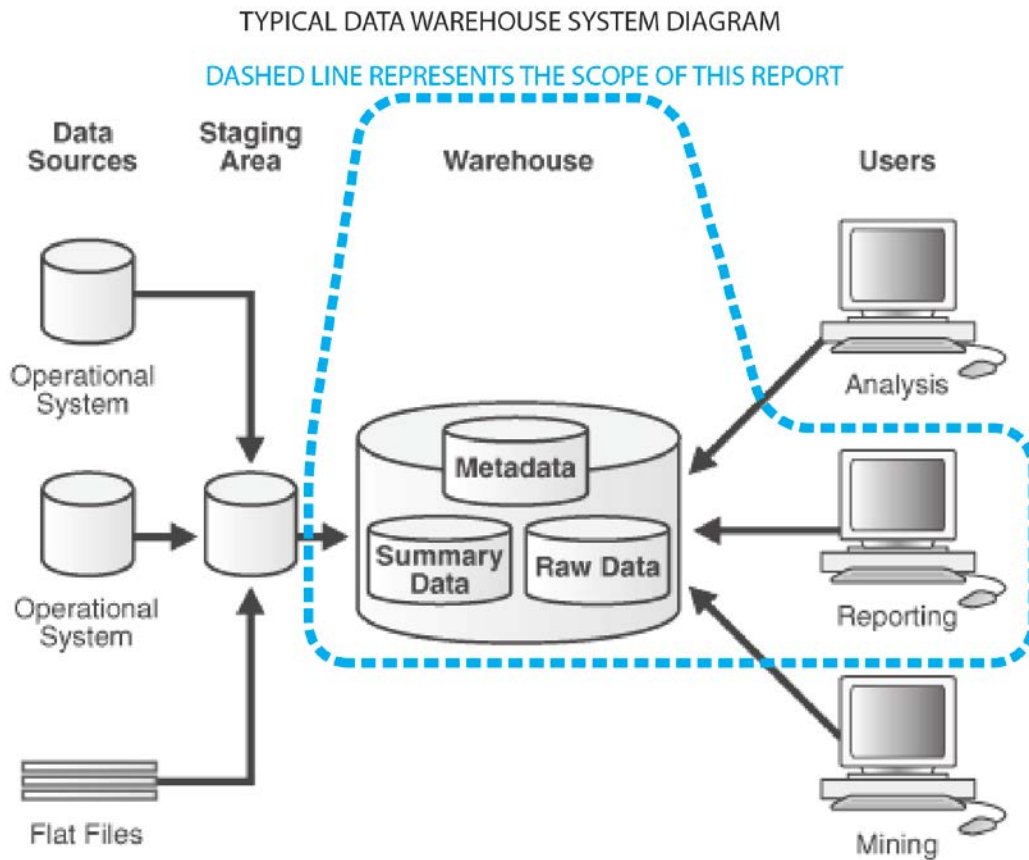 TYPICAL DATA WAREHOUSE SYSTEM DIAGRAM
DASHED LINE REPRESENTS THE SCOPE OF THIS REPORT
Data
Sources
Staging
Area
Warehouse
Users
Operational
System
Analysis
Metadata
Summary
Data
Raw Data
Operational
System
Reporting
Flat Files
Mining